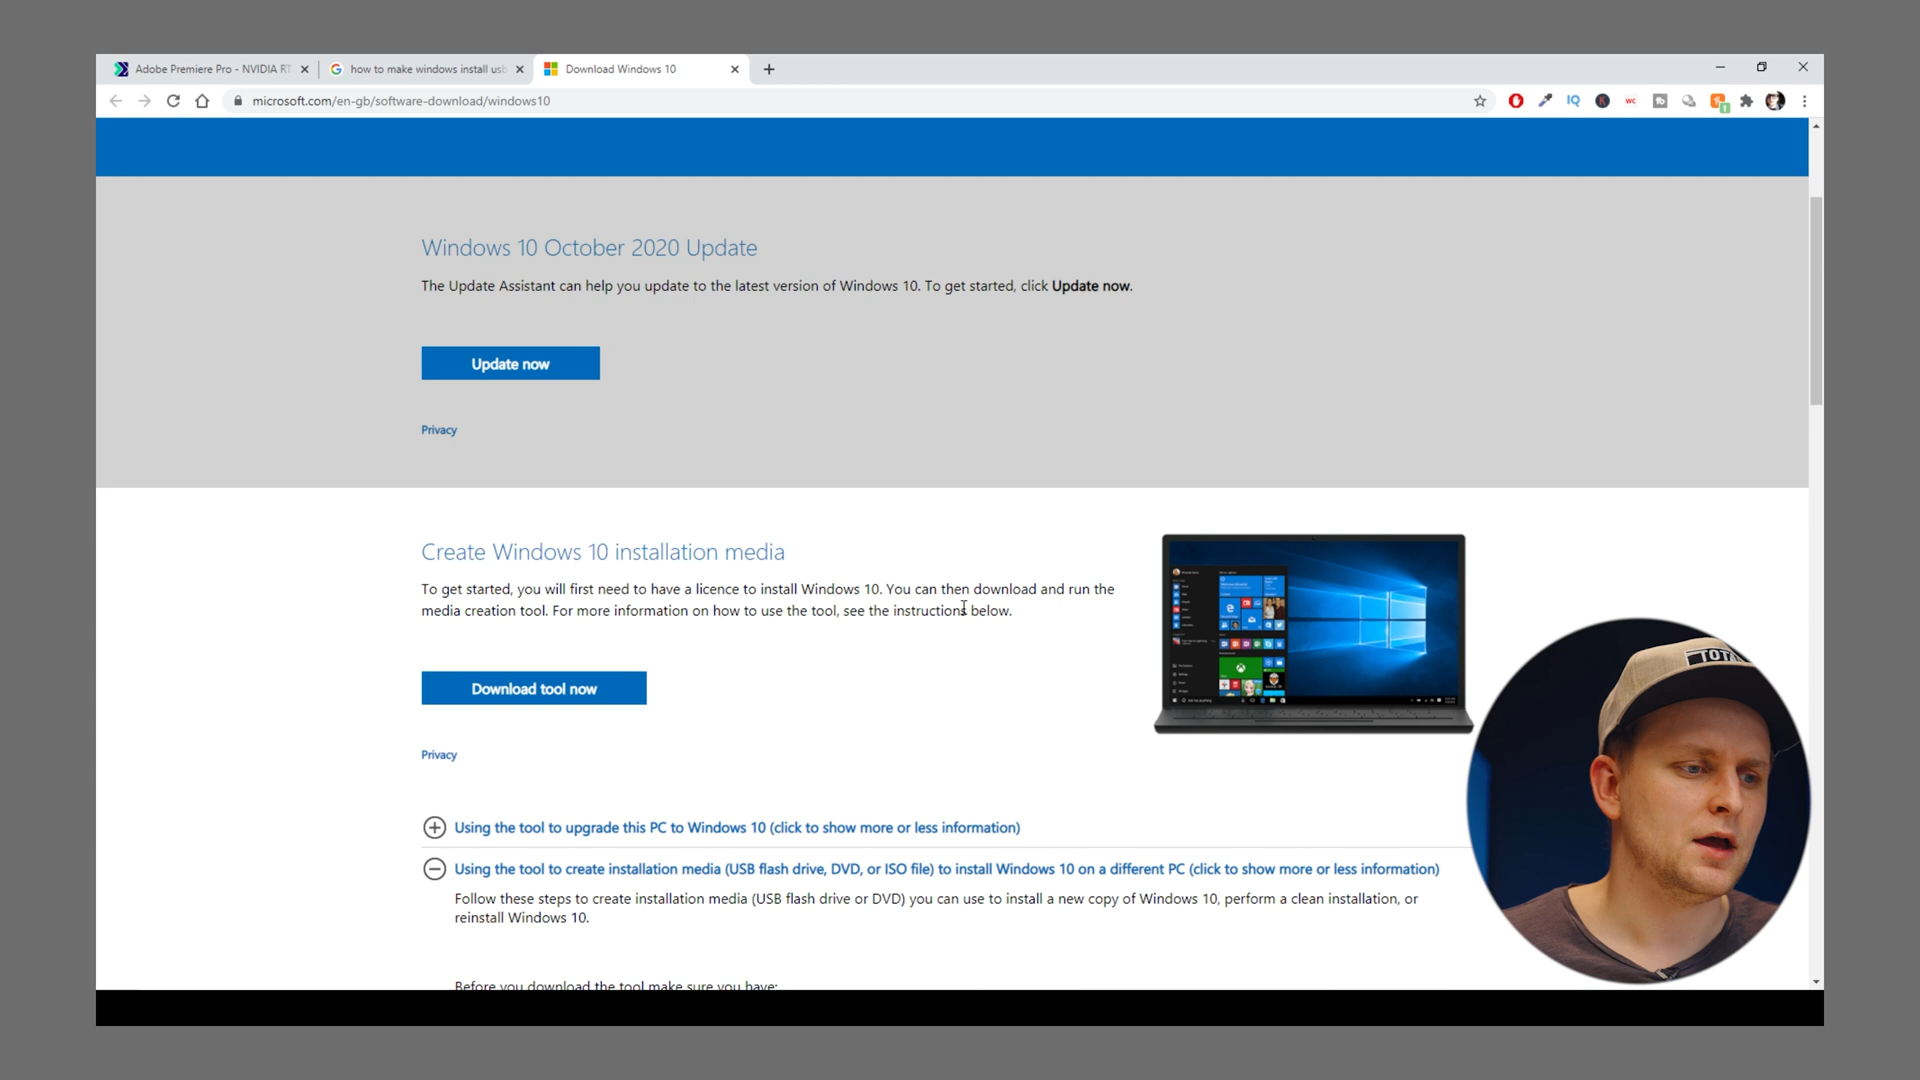 Adobe Premiere Pro - NVIDIA RT
how to make windows install usb
Download Windows 10
microsoft.com/en-gb/software-download/windows10
IQ
WC
1
Windows 10 October 2020 Update
The Update Assistant can help you update to the latest version of Windows 10. To get started, click Update now.
Update now
Privacy
Create Windows 10 installation media
To get started, you will first need to have a licence to install Windows 10. You can then download and run the
media creation tool. For more information on how to use the tool, see the instructions below.
Download tool now
Privacy
Using the tool to upgrade this PC to Windows 10 (click to show more or less information)
Using the tool to create installation media (USB flash drive, DVD, or ISO file) to install Windows 10 on a different PC (click to show more or less information)
Follow these steps to create installation media (USB flash drive or DVD) you can use to install a new copy of Windows 10, perform a clean installation, or
reinstall Windows 10.
Before you download the tool make sure you have:
TOTAL